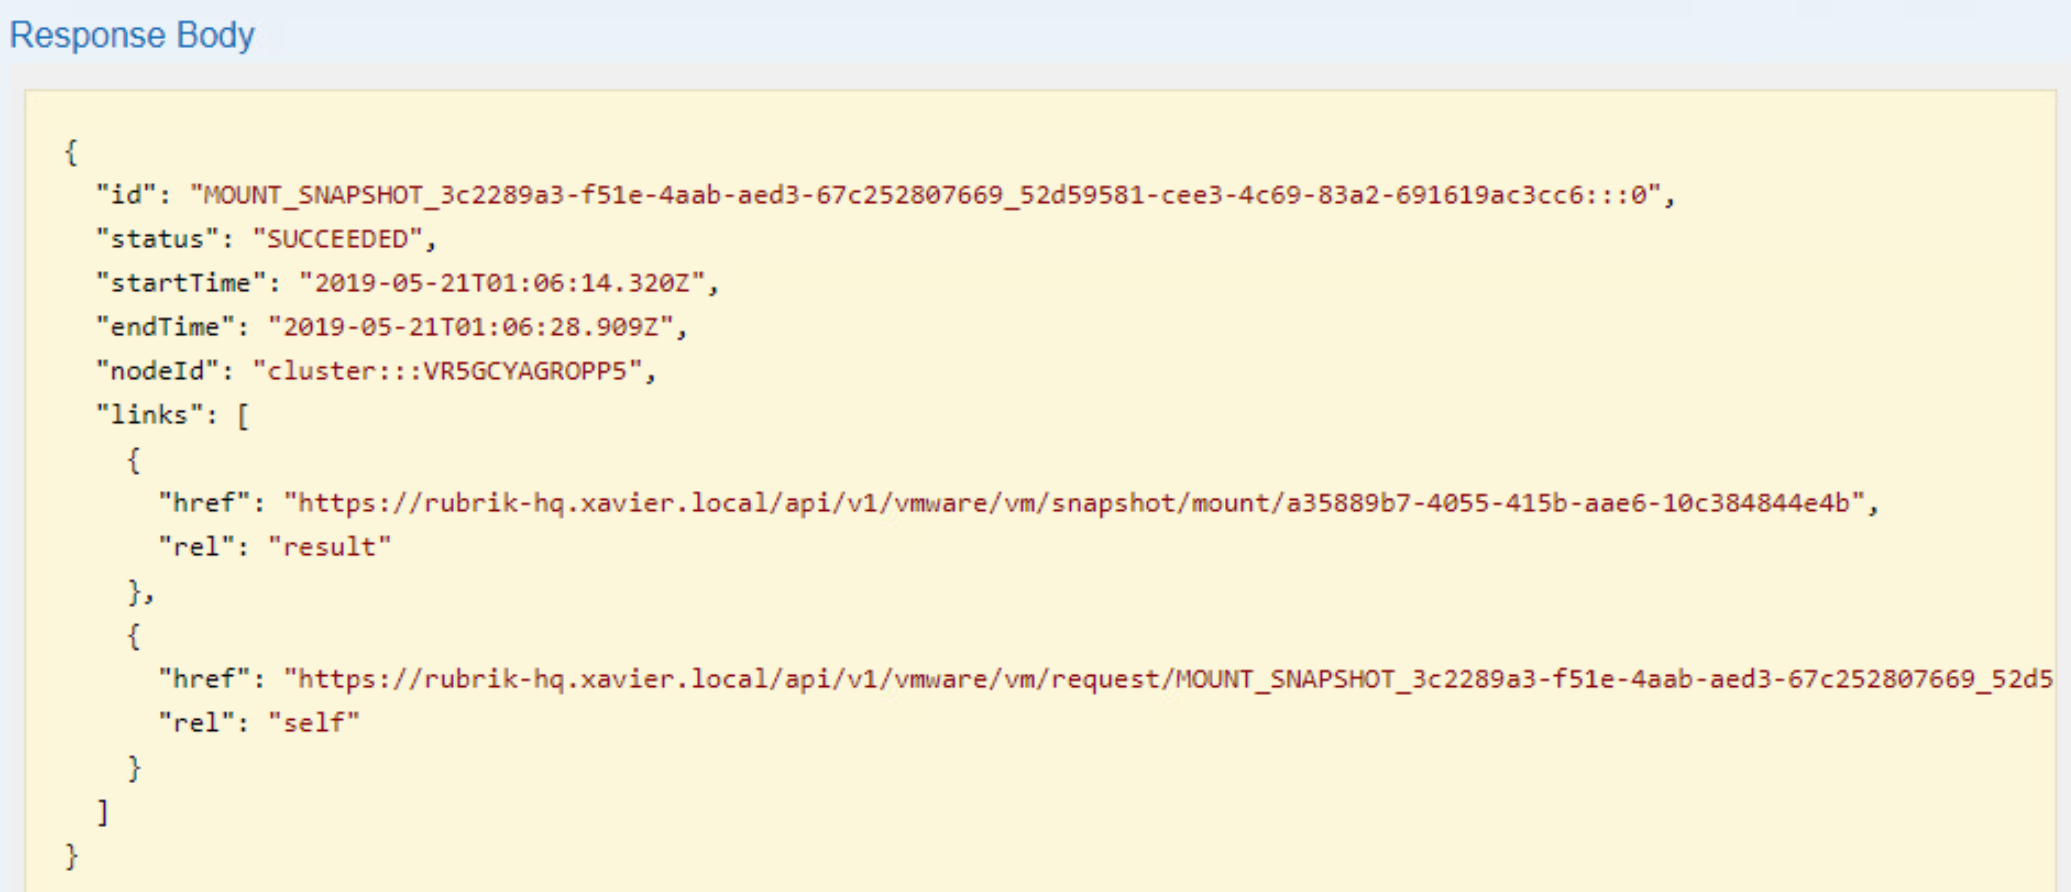 Response Body
{
"id": "MOUNT_SNAPSHOT_3c2289a3-f51e-4aab-aed3-67c252807669_52d59581-cee3-4c69-83a2-691619ac3cc6:::0",
"status": "SUCCEEDED",
"startTime": "2019-05-21T01:06:14.320Z",
"endTime": "2019-05-21T01:06:28.909Z",
"nodeId": "cluster:::VR5GCYAGROPP5",
"links": [
{
"href": "https://rubrik-hq.xavier.local/api/v1/vmware/vm/snapshot/mount/a35889b7-4055-415b-aae6-10c384844e4b",
"rel": "result"
},
{
"href": "https://rubrik-hq.xavier.local/api/v1/vmware/vm/request/MOUNT_SNAPSHOT_3c2289a3-f51e-4aab-aed3-67c252807669_52d5
"rel": "self"
}
]
}